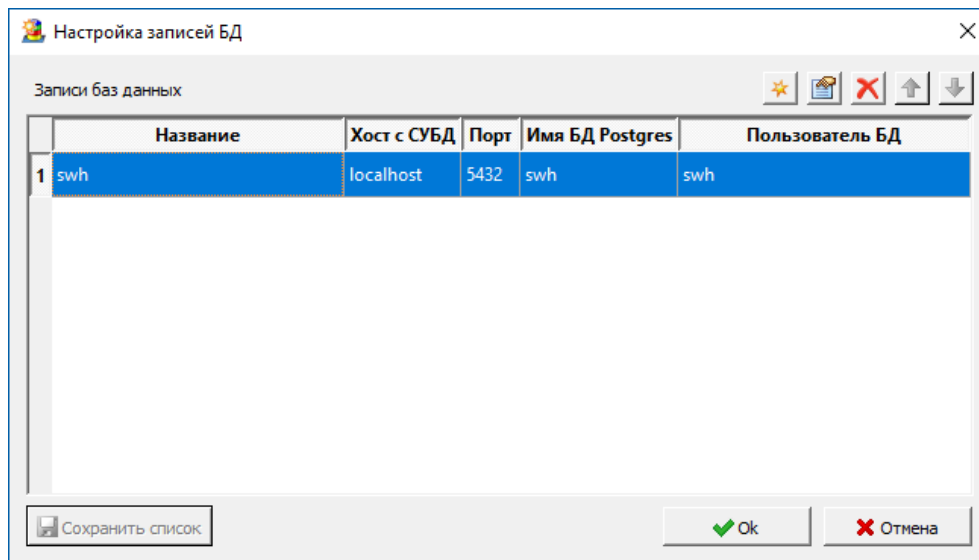 Настройка записей БД
Записи баз данных
Название Хост с СУБД Порт Имя БД Postgres Пользователь БД
1 swh localhost 5432 swh swh
Сохранить список Ok Отмена